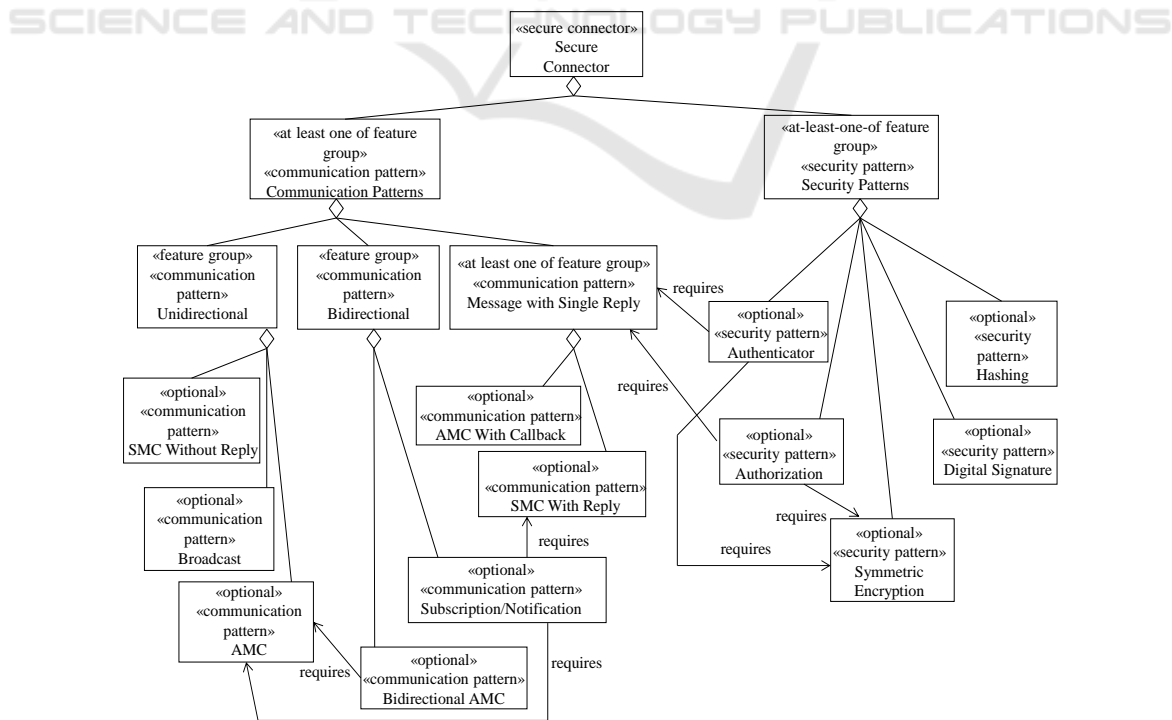 SCIENCE AND TECHNOLOGY PUBLICATIONS
«secure connector»
Secure
Connector
«at least one of feature
group»
«communication pattern»
Communication Patterns
«at-least-one-of feature
group»
«security pattern»
Security Patterns
«feature group»
«communication
pattern»
Unidirectional
«feature group»
«communication
pattern»
Bidirectional
«at least one of feature group»
«communication pattern»
Message with Single Reply
requires
«optional»
«security pattern»
Authenticator
«optional»
«security
pattern»
Hashing
requires
«optional»
«communication
pattern»
SMC Without Reply
«optional»
«communication pattern»
AMC With Callback
«optional»
«security pattern»
Authorization
«optional»
«security pattern»
Digital Signature
«optional»
«communication pattern»
SMC With Reply
«optional»
«communication
pattern»
Broadcast
requires
requires
requires
«optional»
«security pattern»
Symmetric
Encryption
«optional»
«communication pattern»
Subscription/Notification
«optional»
«communication
pattern»
AMC
requires
«optional»
«communication pattern»
Bidirectional AMC
requires